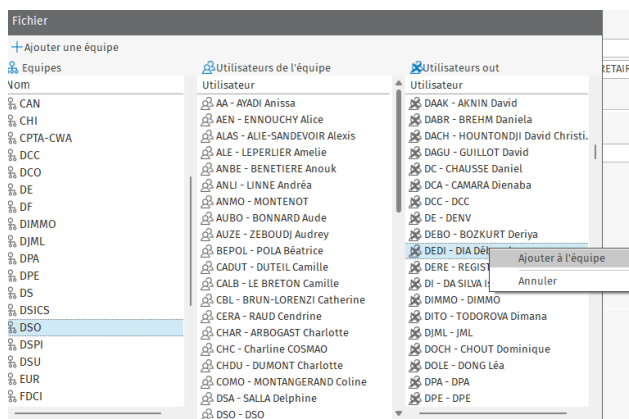 Fichier
Ajouter une équipe
Equipes
Nom
CAN
CHI
CPTA-CWA
DCC
DCO
DE
DF
DIMMO
DJML
DPA
DPE
DS
DSICS
DSO
DSPI
DSU
EUR
FDCI
Utilisateurs de l'équipe
Utilisateur
AA - AYADI Anissa
AEN - ENNOUCHY Alice
ALAS - ALIE-SANDEVOIR Alexis
ALE - LEPERLIER Amelie
ANBE - BENETIERE Anouk
ANLI - LINNE Andréa
ANMO - MONTENOT
AUBO - BONNARD Aude
AUZE - ZEBOUDJ Audrey
BEPOL - POLA Béatrice
CADUT - DUTEIL Camille
CALB - LE BRETON Camille
CBL - BRUN-LORENZI Catherine
CERA - RAUD Cendrine
CHAR - ARBOGAST Charlotte
CHC - Charline COSMAO
CHDU - DUMONT Charlotte
COMO - MONTANGERAND Coline
DSA - SALLA Delphine
DSO - DSO
Utilisateurs out
Utilisateur
DAAK - AKNIN David
DABR - BREHM Daniela
DACH - HOUNTONDJI David Christi.
DAGU - GUILLOT David
DC - CHAUSSE Daniel
DCA - CAMARA Dienaba
DCC - DCC
DE - DENV
DEBO - BOZKURT Deriya
DEDI - DIA
DERE - REGIST
DI - DA SILVA
DIMMO - DIMMO
DITO - TODOROVA Dimana
DJML - JML
DOCH - CHOUT Dominique
DOLE - DONG Léa
DPA - DPA
DPE - DPE
Ajouter à l'équipe
Annuler
RETAIR